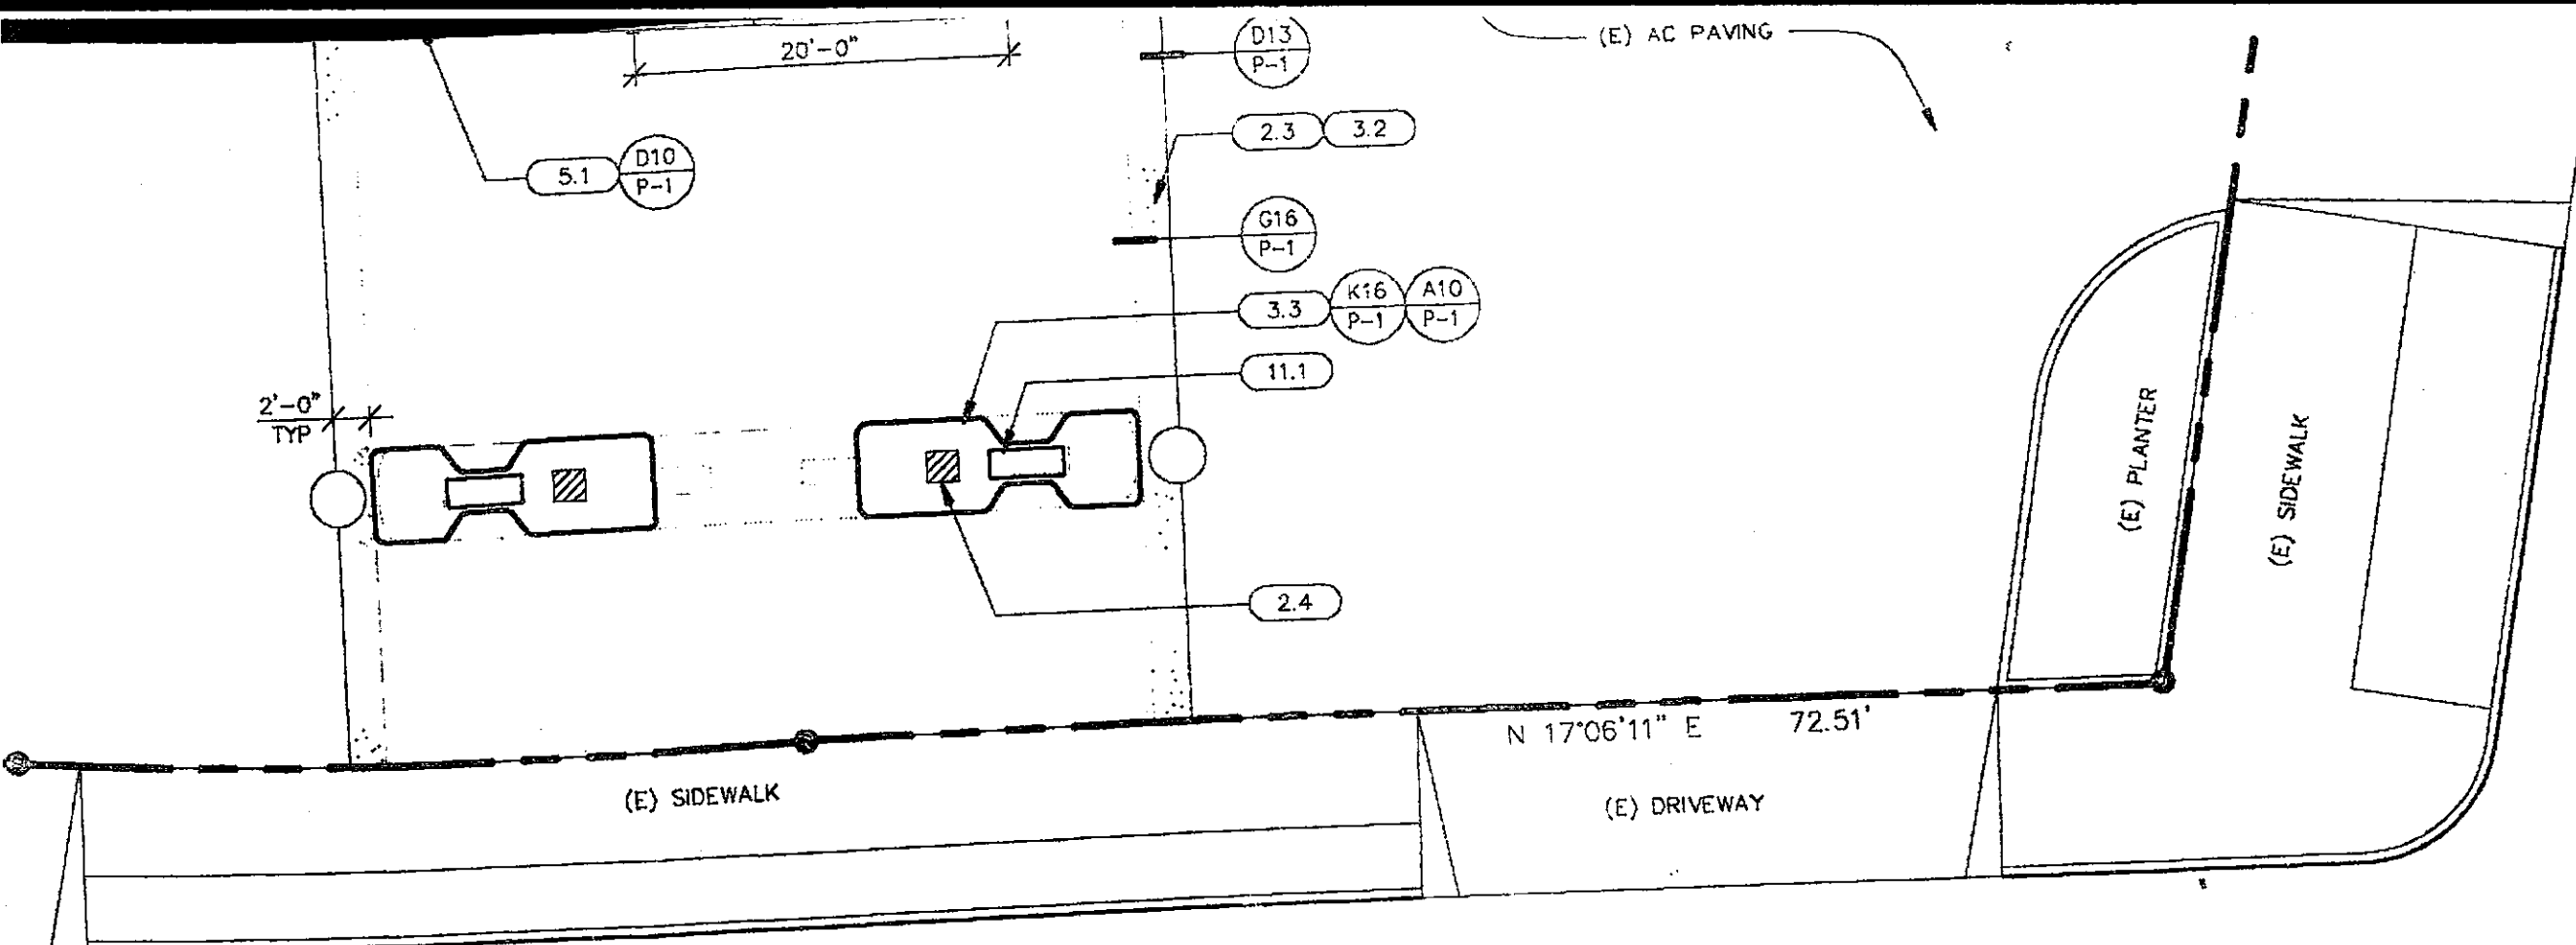 20'-0"
D13
P-1
(E) AC PAVING
2.3
3.2
5.1
D10
P-1
G16
P-1
3.3
K16
P-1
A10
P-1
11.1
2'-0"
TYP
2.4
(E) PLANTER
(E) SIDEWALK
N 17°06'11" E 72.51'
(E) SIDEWALK
(E) DRIVEWAY